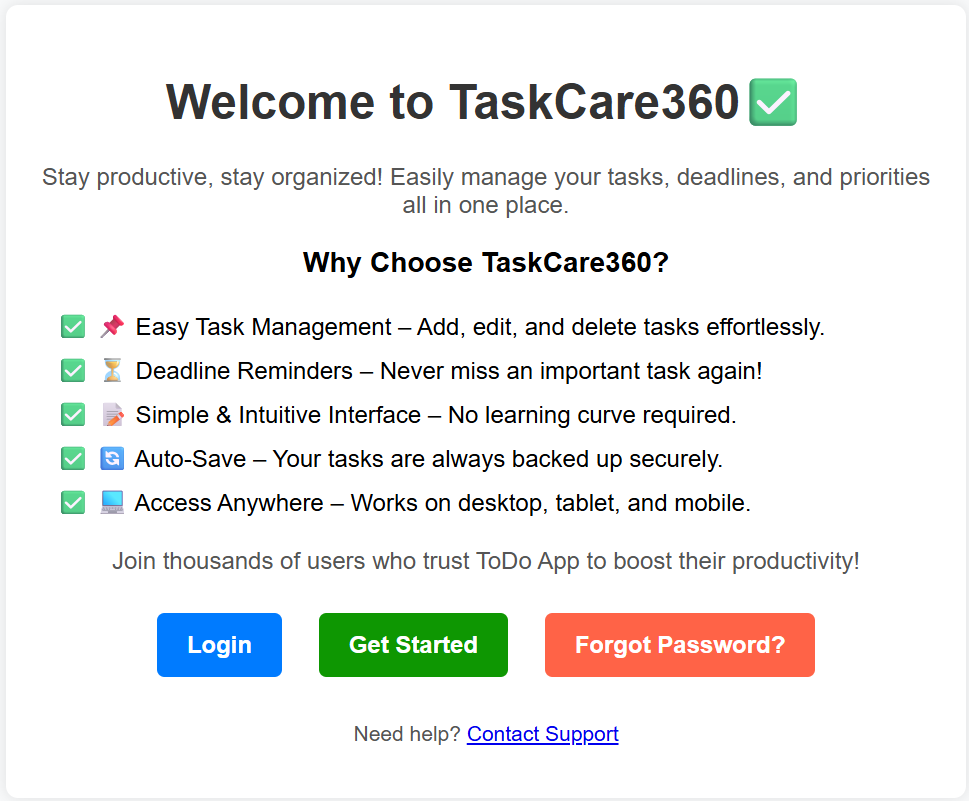 Welcome to TaskCare360 ✅
Stay productive, stay organized! Easily manage your tasks, deadlines, and priorities
all in one place.
Why Choose TaskCare360?
✅ 📌 Easy Task Management – Add, edit, and delete tasks effortlessly.
✅ ⏳ Deadline Reminders – Never miss an important task again!
✅ 📝 Simple & Intuitive Interface – No learning curve required.
✅ 🔄 Auto-Save – Your tasks are always backed up securely.
✅ 💻 Access Anywhere – Works on desktop, tablet, and mobile.
Join thousands of users who trust ToDo App to boost their productivity!
Login
Get Started
Forgot Password?
Need help? Contact Support